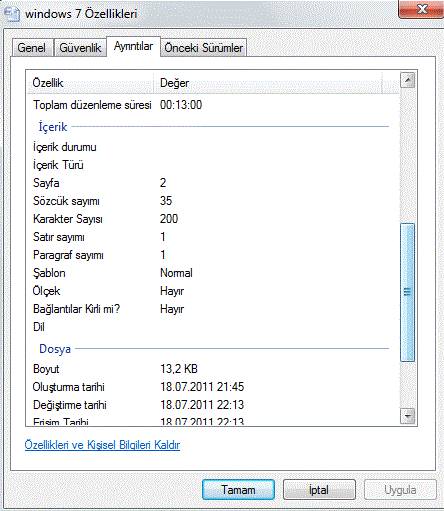 windows 7 Özellikleri
Genel Güvenlik Ayrıntılar Önceki Sürümler
Özellik Değer
Toplam düzenleme süresi 00:13:00
İçerik
İçerik durumu
İçerik Türü
Sayfa 2
Sözcük sayımı 35
Karakter Sayısı 200
Satır sayımı 1
Paragraf sayımı 1
Şablon Normal
Ölçek Hayır
Bağlantılar Kirli mi? Hayır
Dil
Dosya
Boyut 13,2 KB
Oluşturma tarihi 18.07.2011 21:45
Değiştirme tarihi 18.07.2011 22:13
Erişim Tarihi 18.07.2011 22:13
Özellikleri ve Kişisel Bilgileri Kaldır
Tamam İptal Uygula